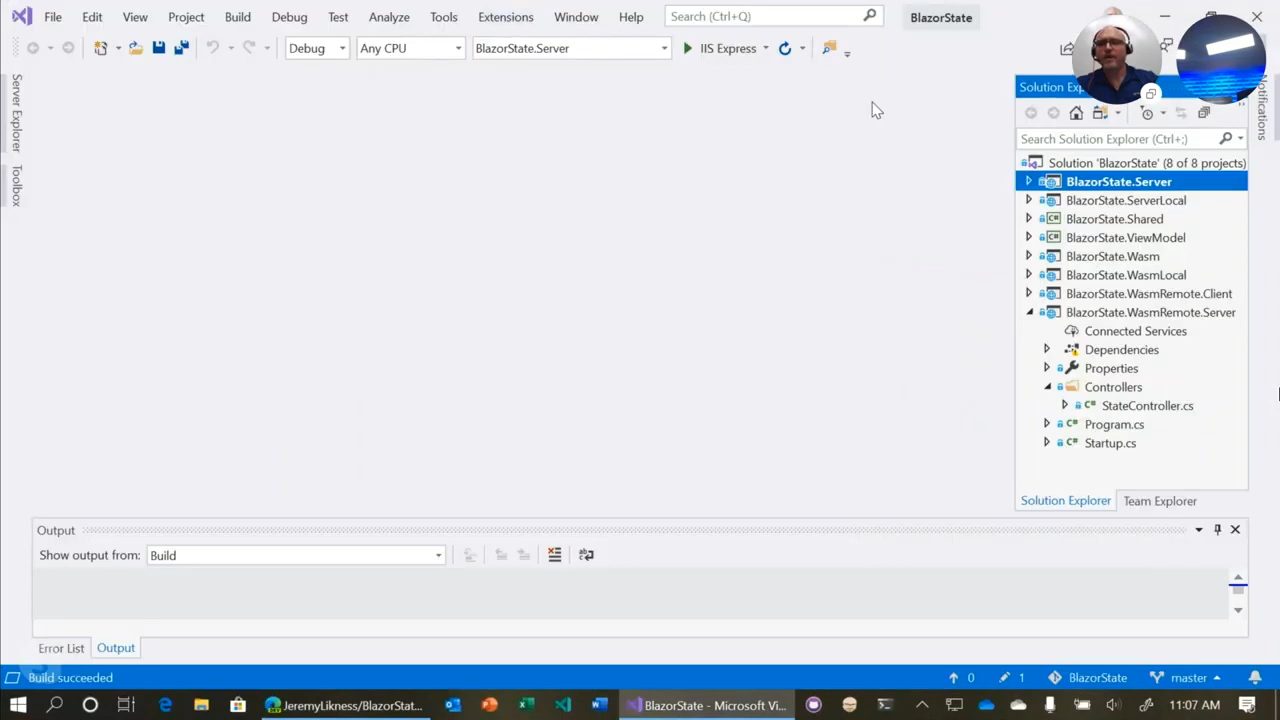 File Edit View Project Build Debug Test Analyze Tools Extensions Window Help Search (Ctrl+Q) BlazorState
Debug Any CPU BlazorState.Server IIS Express
Server Explorer
Toolbox
Notifications
Solution Exp
Search Solution Explorer (Ctrl+;)
Solution 'BlazorState' (8 of 8 projects)
BlazorState.Server
BlazorState.ServerLocal
C# BlazorState.Shared
C# BlazorState.ViewModel
BlazorState.Wasm
BlazorState.WasmLocal
BlazorState.WasmRemote.Client
BlazorState.WasmRemote.Server
Connected Services
Dependencies
Properties
Controllers
C# StateController.cs
C# Program.cs
C# Startup.cs
Solution Explorer Team Explorer
Output
Show output from: Build
Error List Output
Build succeeded 0 1 BlazorState master
JeremyLikness/BlazorStat... BlazorState - Microsoft Vi... 11:07 AM